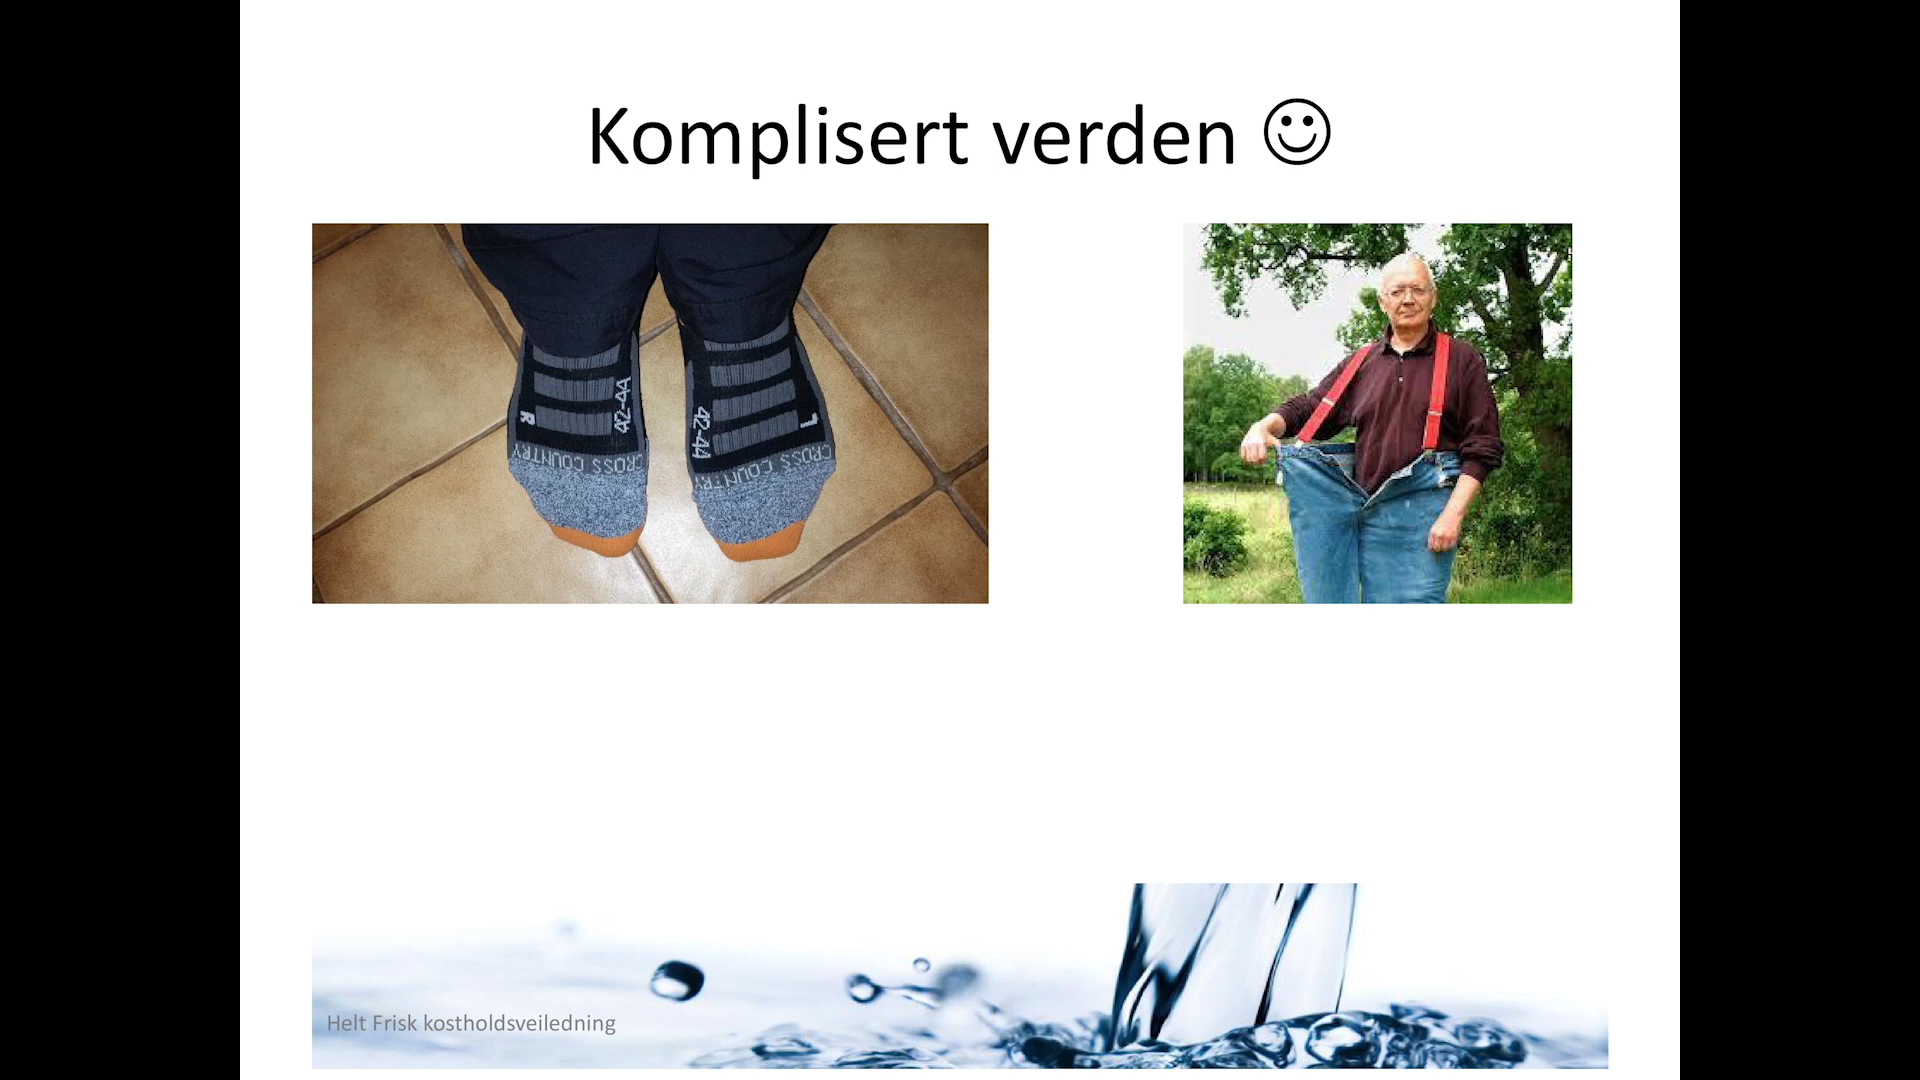 Komplisert verden ☺
R
42-44
42-44
L
CROSS COUNTRY
CROSS COUNTRY
Helt Frisk kostholdsveiledning